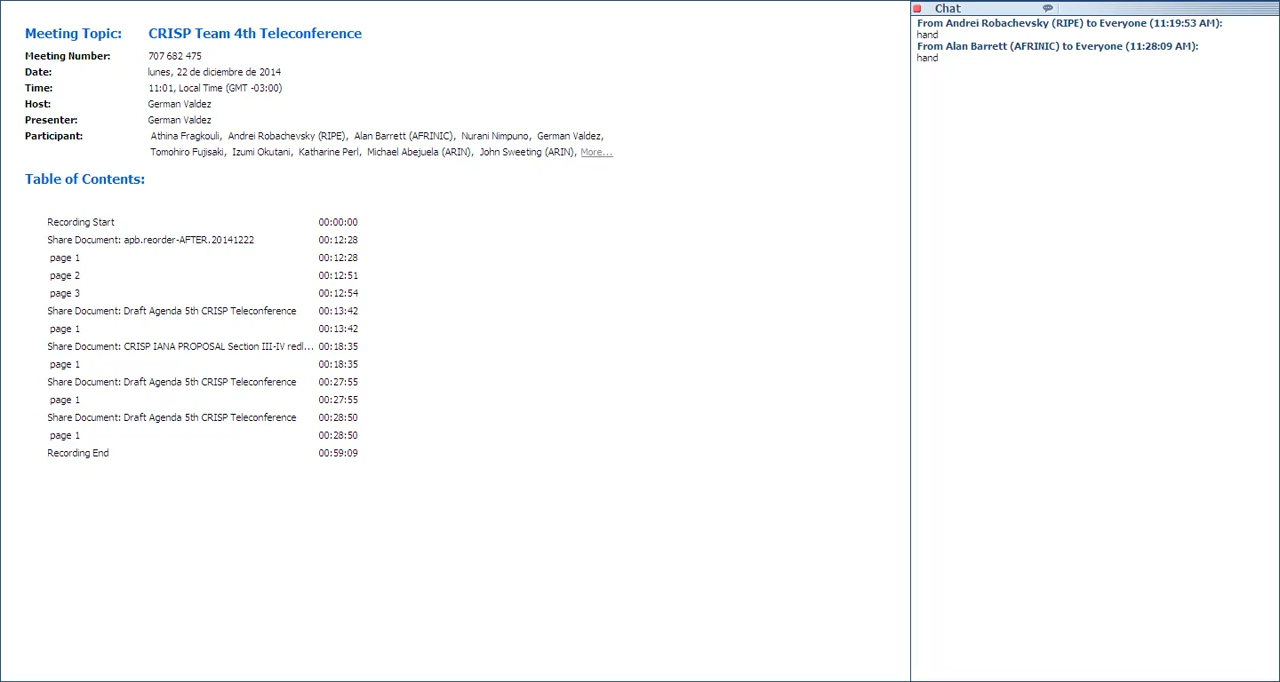 Meeting Topic: CRISP Team 4th Teleconference
Meeting Number: 707 682 475
Date: lunes, 22 de diciembre de 2014
Time: 11:01, Local Time (GMT -03:00)
Host: German Valdez
Presenter: German Valdez
Participant: Athina Fragkouli, Andrei Robachevsky (RIPE), Alan Barrett (AFRINIC), Nurani Nimpuno, German Valdez,
Tomohiro Fujisaki, Izumi Okutani, Katharine Perl, Michael Abejuela (ARIN), John Sweeting (ARIN), More...
Table of Contents:
Recording Start 00:00:00
Share Document: apb.reorder-AFTER.20141222 00:12:28
page 1 00:12:28
page 2 00:12:51
page 3 00:12:54
Share Document: Draft Agenda 5th CRISP Teleconference 00:13:42
page 1 00:13:42
Share Document: CRISP IANA PROPOSAL Section III-IV redl... 00:18:35
page 1 00:18:35
Share Document: Draft Agenda 5th CRISP Teleconference 00:27:55
page 1 00:27:55
Share Document: Draft Agenda 5th CRISP Teleconference 00:28:50
page 1 00:28:50
Recording End 00:59:09
Chat
From Andrei Robachevsky (RIPE) to Everyone (11:19:53 AM):
hand
From Alan Barrett (AFRINIC) to Everyone (11:28:09 AM):
hand